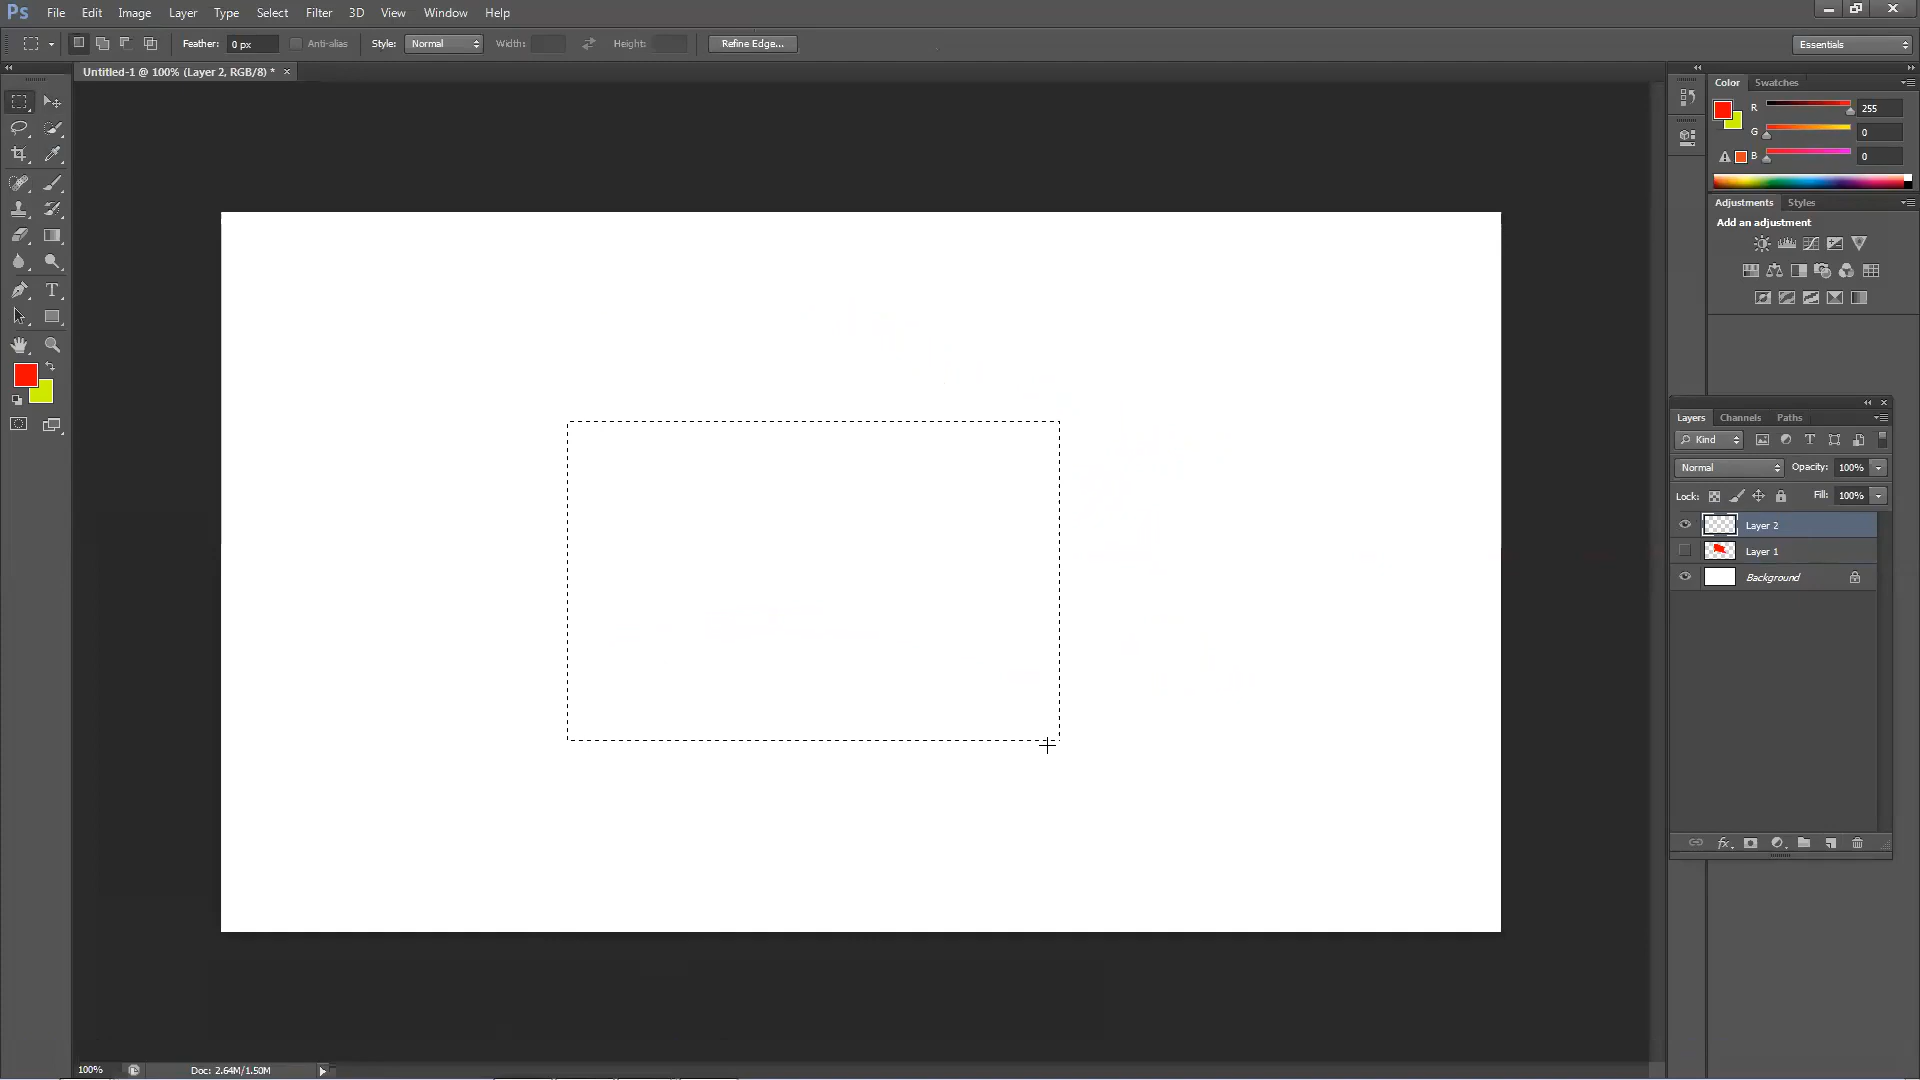 Ps File Edit Image Layer Type Select Filter 3D View Window Help
Feather: 0 px Anti-alias Style: Normal Width: Height: Refine Edge... Essentials
Untitled-1 @ 100% (Layer 2, RGB/8) * ×
Color Swatches
R 255
G 0
B 0
Adjustments Styles
Add an adjustment
Layers Channels Paths
Kind
Normal Opacity: 100%
Lock: Fill: 100%
Layer 2
Layer 1
Background
100% Doc: 2.64M/1.50M